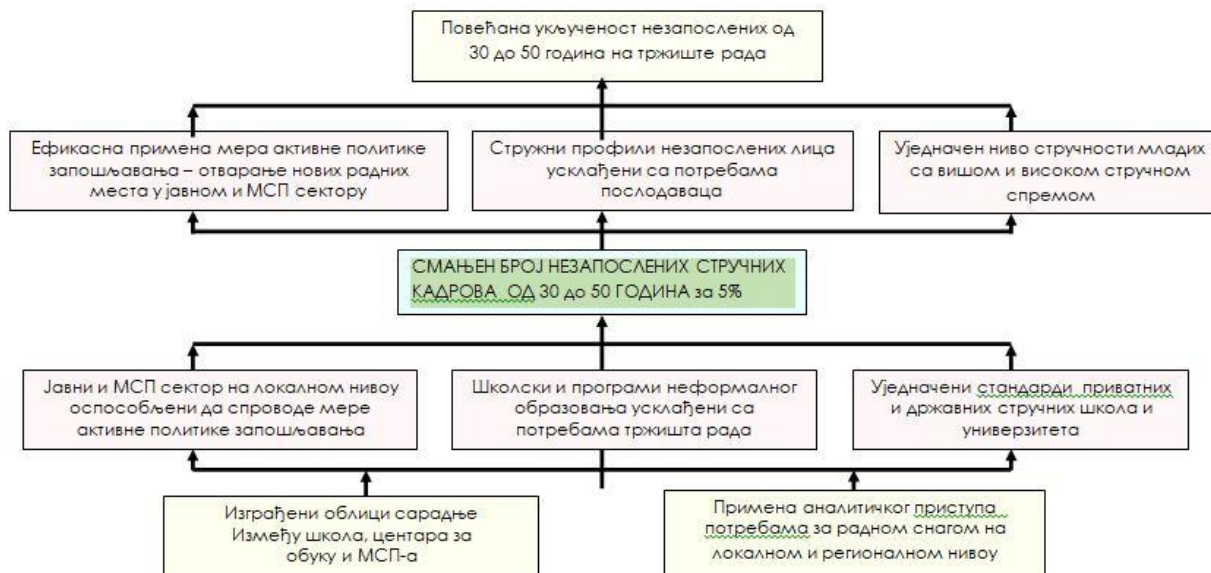 Повећана укљученост незапослених од
30 до 50 година на тржиште рада
Ефикасна примена мера активне политике
запошљавања – отварање нових радних
места у јавном и МСП сектору
Стружни профили незапослених лица
усклађени са потребама
послодаваца
Уједначен ниво стручности младих
са вишом и високом стручном
спремом
СМАЊЕН БРОЈ НЕЗАПОСЛЕНИХ СТРУЧНИХ
КАДРОВА ОД 30 до 50 ГОДИНА за 5%
Јавни и МСП сектор на локалном нивоу
оспособљени да спроводе мере
активне политике запошљавања
Школски и програми неформалног
образовања усклађени са
потребама тржишта рада
Уједначени стандарди приватних
и државних стручних школа и
универзитета
Изграђени облици сарадње
Између школа, центара за
обуку и МСП-а
Примена аналитичког приступа
потребама за радном снагом на
локалном и регионалном нивоу